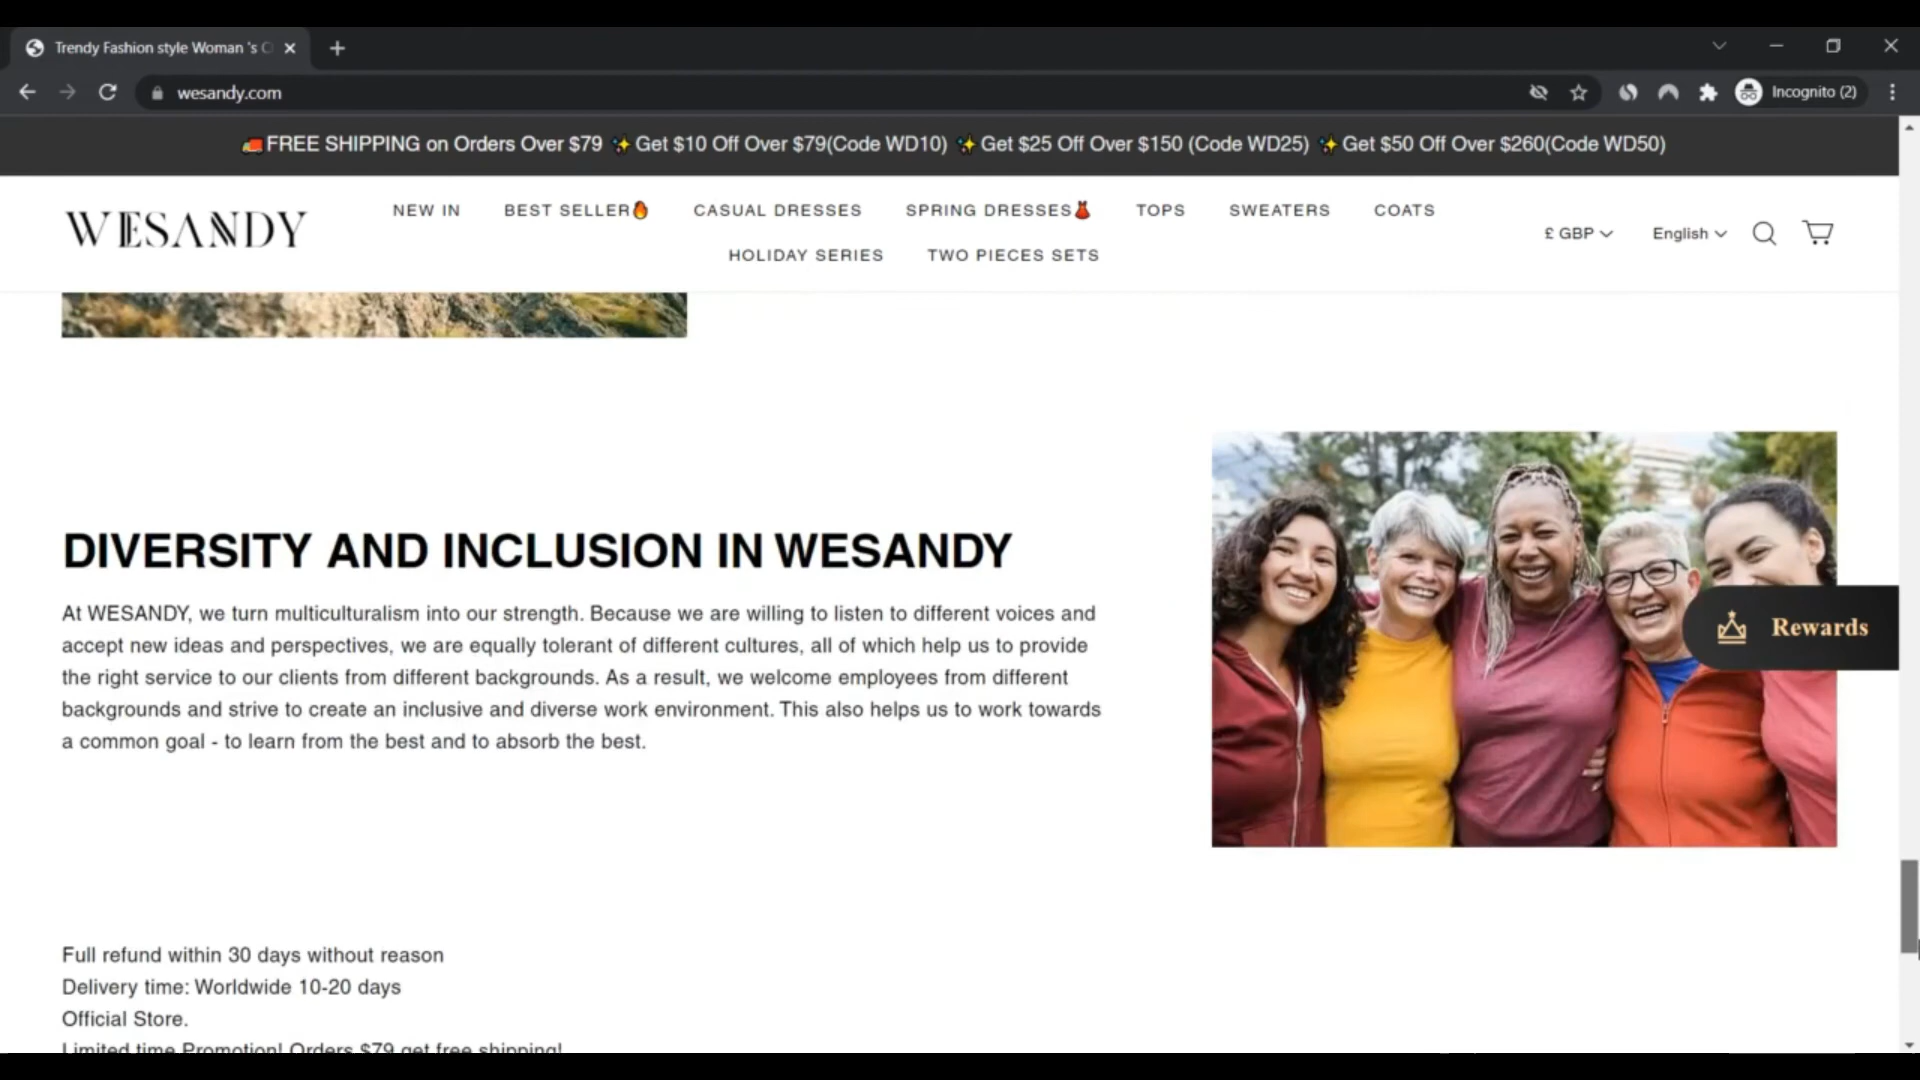 Trendy Fashion style Woman 's C
wesandy.com
Incognito (2)
FREE SHIPPING on Orders Over $79 ✨Get $10 Off Over $79(Code WD10) ✨Get $25 Off Over $150 (Code WD25) ✨Get $50 Off Over $260(Code WD50)
WESANDY
NEW IN BEST SELLER🔥 CASUAL DRESSES SPRING DRESSES👗 TOPS SWEATERS COATS
HOLIDAY SERIES TWO PIECES SETS
£ GBP English
DIVERSITY AND INCLUSION IN WESANDY
At WESANDY, we turn multiculturalism into our strength. Because we are willing to listen to different voices and
accept new ideas and perspectives, we are equally tolerant of different cultures, all of which help us to provide
the right service to our clients from different backgrounds. As a result, we welcome employees from different
backgrounds and strive to create an inclusive and diverse work environment. This also helps us to work towards
a common goal - to learn from the best and to absorb the best.
Rewards
Full refund within 30 days without reason
Delivery time: Worldwide 10-20 days
Official Store.
Limited time Promotion! Orders $79 get free shipping!